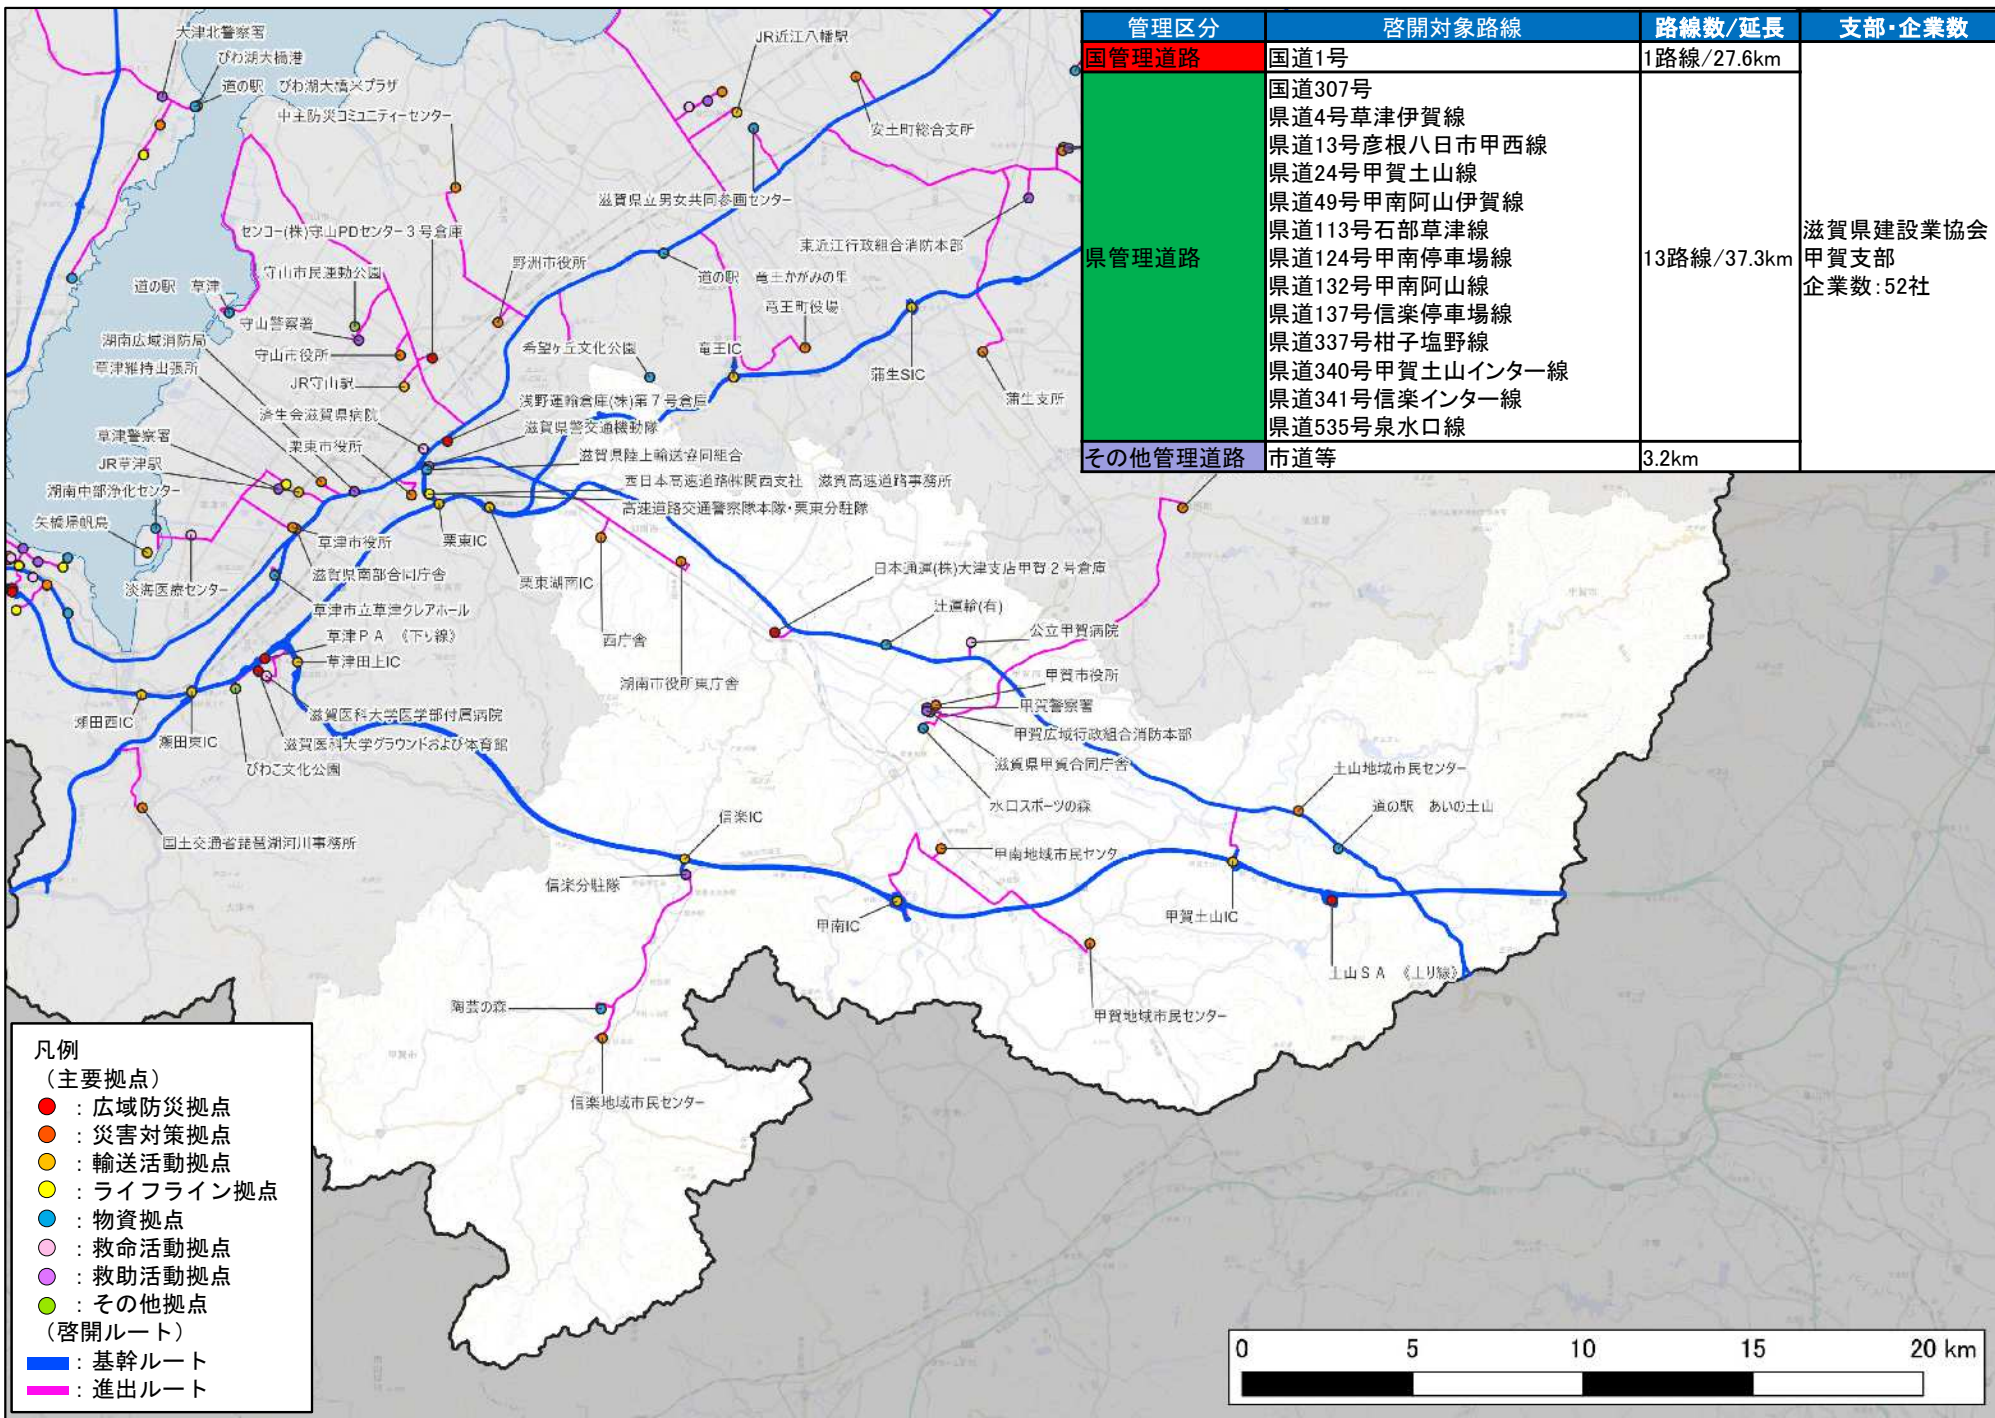 管理区分 啓開対象路線 路線数/延長 支部・企業数
国管理道路 国道1号 1路線/27.6km
県管理道路
国道307号
県道4号草津伊賀線
県道13号彦根八日市甲西線
県道24号甲賀土山線
県道49号甲南阿山伊賀線
県道113号石部草津線
県道124号甲南停車場線
県道132号甲南阿山線
県道137号信楽停車場線
県道337号柑子塩野線
県道340号甲賀土山インター線
県道341号信楽インター線
県道535号泉水口線
13路線/37.3km
滋賀県建設業協会
甲賀支部
企業数:52社
その他管理道路 市道等 3.2km
大津北警察署
びわ湖大橋港
道の駅 びわ湖大橋米プラザ
中主防災コミュニティーセンター
JR近江八幡駅
安土町総合支所
滋賀県立男女共同参画センター
東近江行政組合消防本部
センコー(株)守山PDセンター3号倉庫
守山市民運動公園
野洲市役所
道の駅 竜王かがみの里
道の駅 草津
竜王町役場
守山警察署
湖南広域消防局
守山市役所
希望ヶ丘文化公園
竜王IC
草津維持出張所
JR守山駅
蒲生SIC
蒲生支所
済生会滋賀県病院
浅野運輸倉庫(株)第7号倉庫
滋賀県警交通機動隊
草津警察署
栗東市役所
滋賀県陸上輸送協同組合
JR草津駅
西日本高速道路㈱関西支社 滋賀高速道路事務所
湖南中部浄化センター
高速道路交通警察隊本隊・栗東分駐隊
矢橋帰帆島
草津市役所
栗東IC
滋賀県南部合同庁舎
栗東湖南IC
淡海医療センター
日本通運(株)大津支店甲賀2号倉庫
草津市立草津クレアホール
辻運輸(有)
草津PA (下り線)
西庁舎
公立甲賀病院
草津田上IC
湖南市役所東庁舎
甲賀市役所
甲賀警察署
瀬田西IC
滋賀医科大学医学部付属病院
甲賀広域行政組合消防本部
瀬田東IC
滋賀医科大学グラウンドおよび体育館
滋賀県甲賀合同庁舎
びわこ文化公園
土山地域市民センター
水口スポーツの森
道の駅 あいの土山
国土交通省琵琶湖河川事務所
信楽IC
甲南地域市民センタ
信楽分駐隊
甲南IC
甲賀土山IC
土山SA (上り線)
陶芸の森
甲賀地域市民センター
信楽地域市民センター
凡例
(主要拠点)
:広域防災拠点
:災害対策拠点
:輸送活動拠点
:ライフライン拠点
:物資拠点
:救命活動拠点
:救助活動拠点
:その他拠点
(啓開ルート)
:基幹ルート
:進出ルート
0 5 10 15 20 km